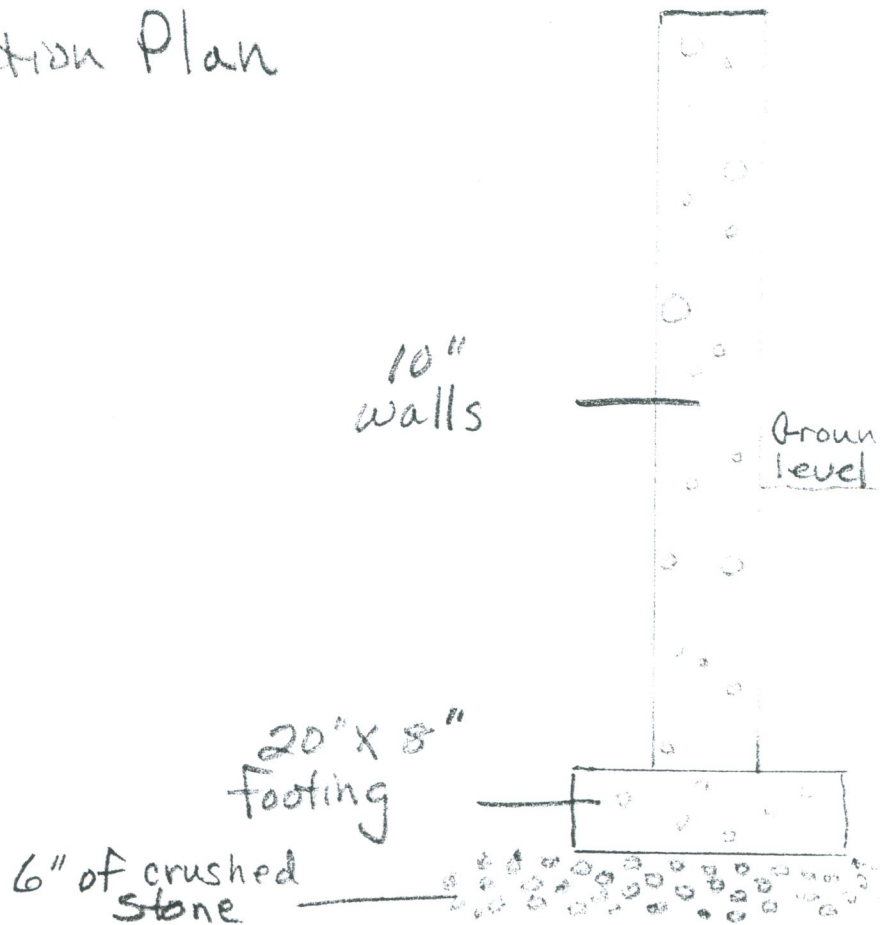 tion Plan
10"
walls
Groun
level
20" X 8"
footing
6" of crushed
stone